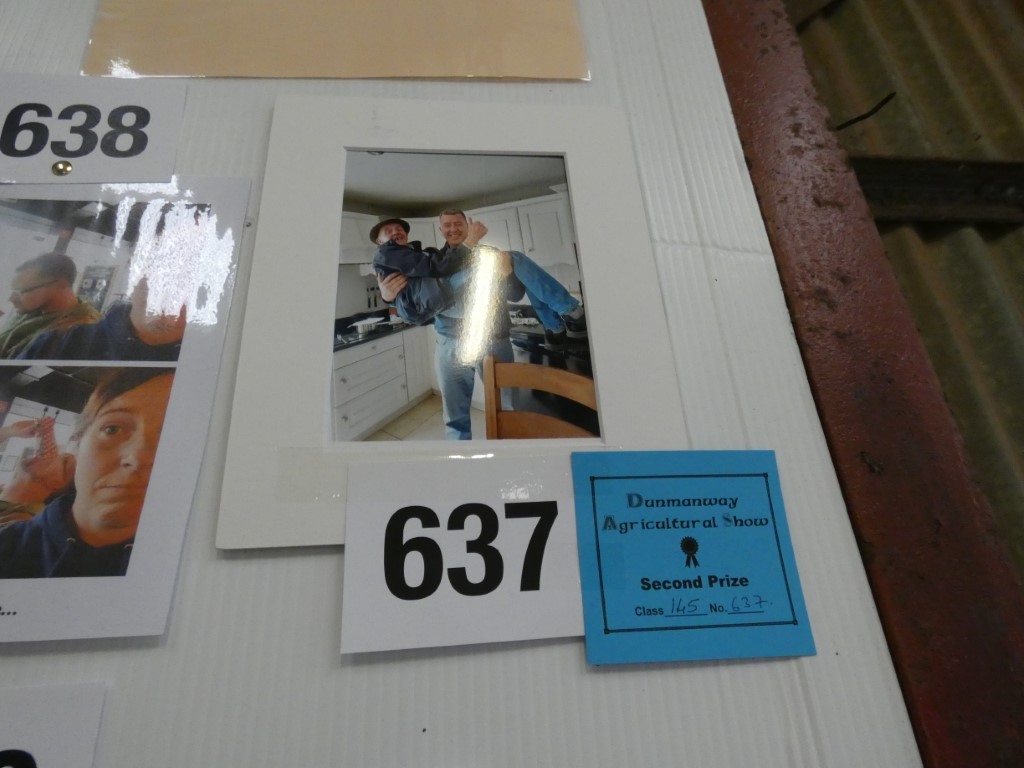 638
637
Dunmanway
Agricultural Show
Second Prize
Class 145 No. 637.